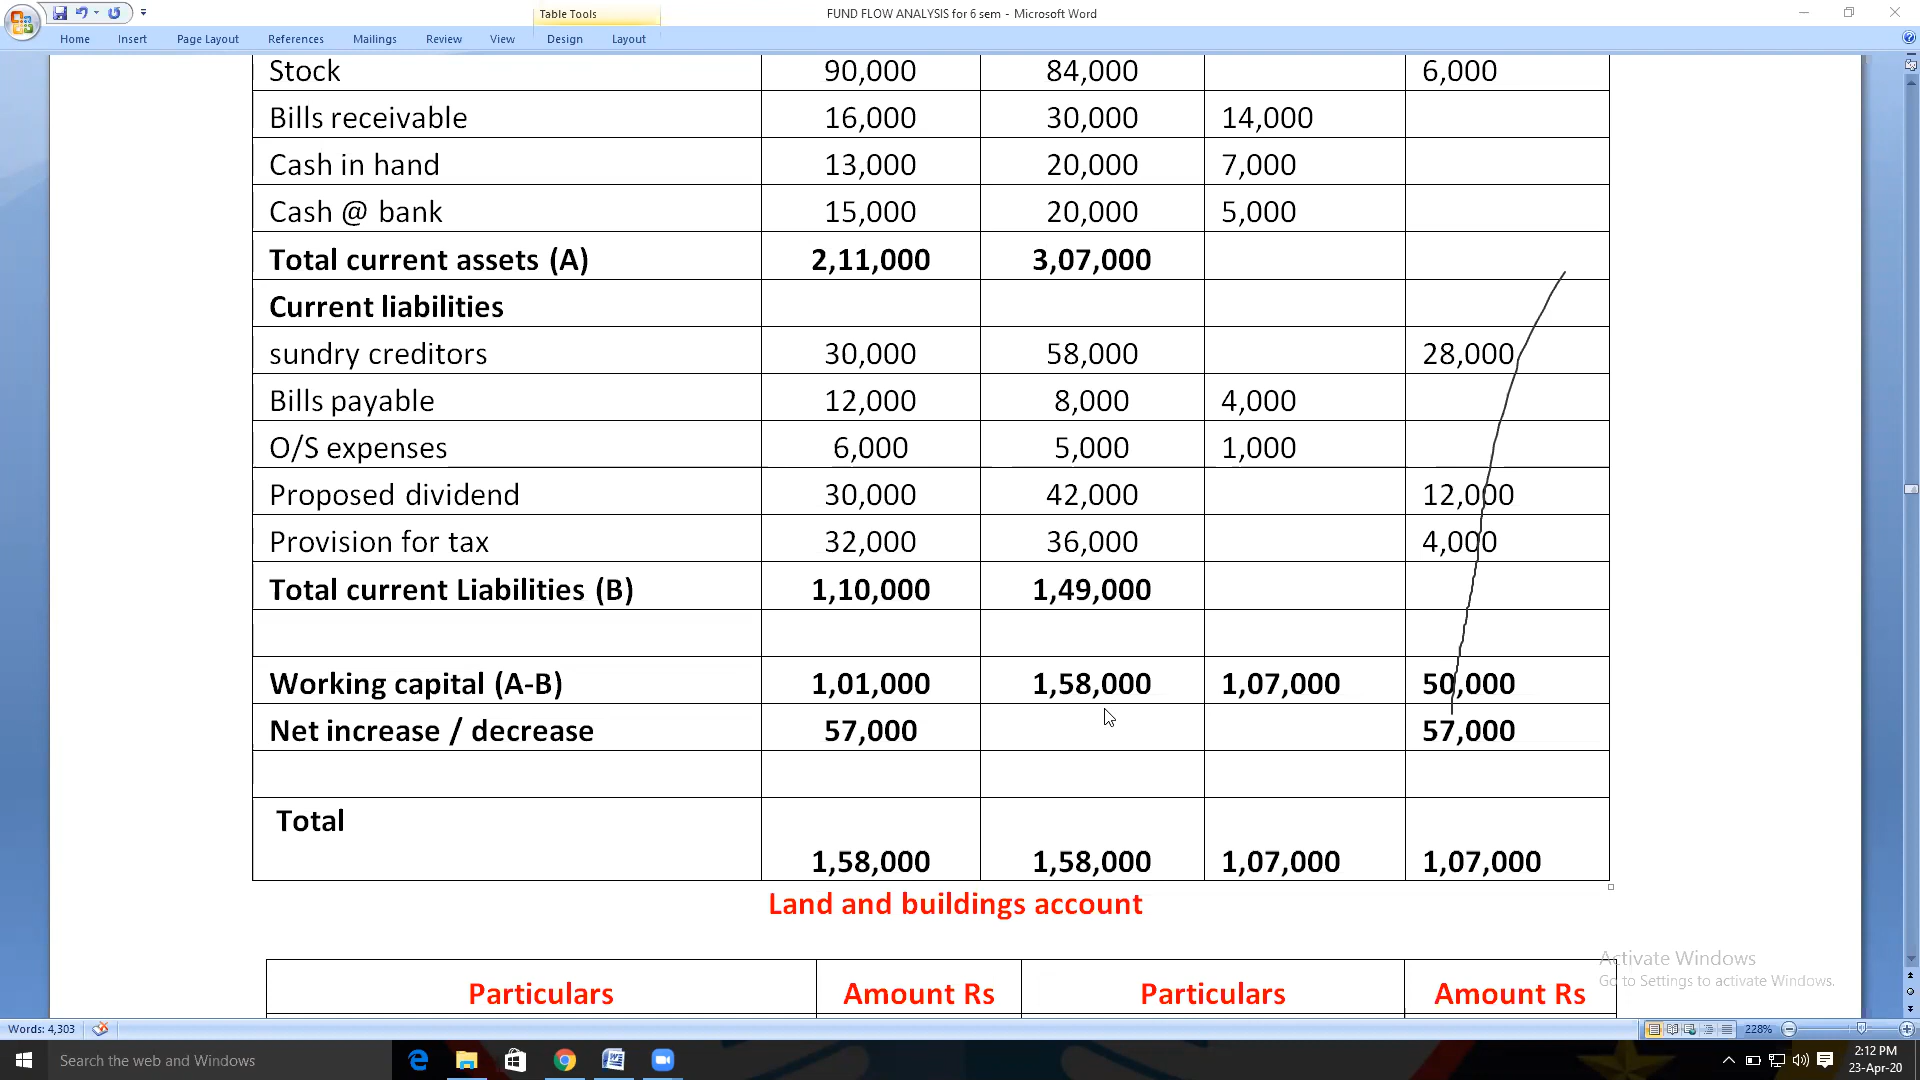 FUND FLOW ANALYSIS for 6 sem - Microsoft Word
Table Tools
Home Insert Page Layout References Mailings Review View Design Layout
Stock 90,000 84,000 6,000
Bills receivable 16,000 30,000 14,000
Cash in hand 13,000 20,000 7,000
Cash @ bank 15,000 20,000 5,000
Total current assets (A) 2,11,000 3,07,000
Current liabilities
sundry creditors 30,000 58,000 28,000
Bills payable 12,000 8,000 4,000
O/S expenses 6,000 5,000 1,000
Proposed dividend 30,000 42,000 12,000
Provision for tax 32,000 36,000 4,000
Total current Liabilities (B) 1,10,000 1,49,000
Working capital (A-B) 1,01,000 1,58,000 1,07,000 50,000
Net increase / decrease 57,000 57,000
Total
1,58,000 1,58,000 1,07,000 1,07,000
Land and buildings account
Particulars Amount Rs Particulars Amount Rs
Activate Windows
Go to Settings to activate Windows.
Words: 4,303 228%
Search the web and Windows
2:12 PM
23-Apr-20